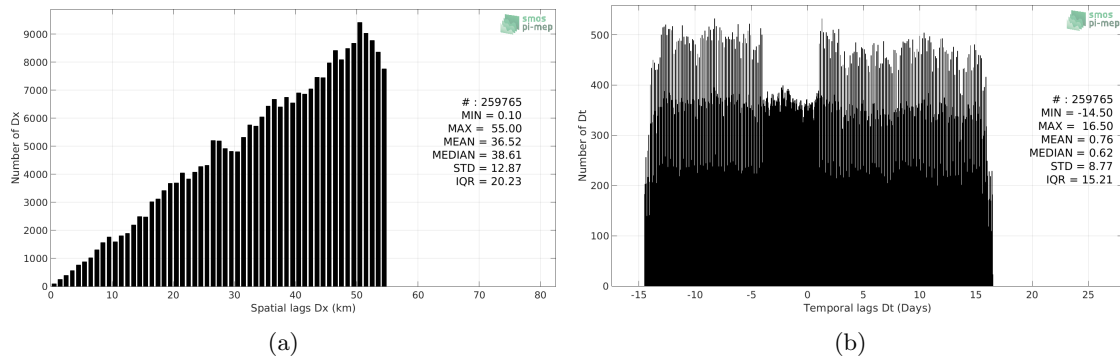 9000
8000
7000
6000
5000
4000
3000
2000
1000
0
Number of Dx
0 10 20 30 40 50 60 70 80
Spatial lags Dx (km)
smos
pi-mep
# : 259765
MIN = 0.10
MAX = 55.00
MEAN = 36.52
MEDIAN = 38.61
STD = 12.87
IQR = 20.23
(a)
500
400
300
200
100
0
Number of Dt
-15 -10 -5 0 5 10 15 20 25
Temporal lags Dt (Days)
smos
pi-mep
# : 259765
MIN = -14.50
MAX = 16.50
MEAN = 0.76
MEDIAN = 0.62
STD = 8.77
IQR = 15.21
(b)